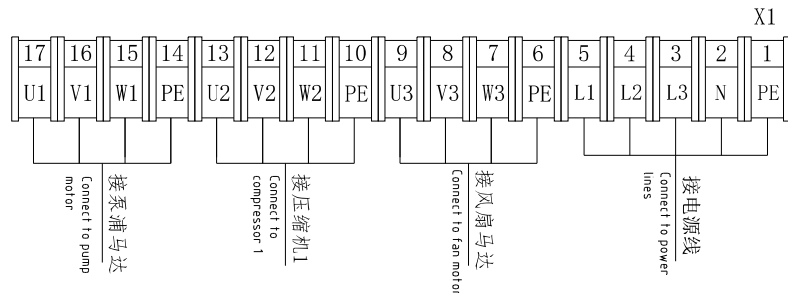 X1
17 16 15 14 13 12 11 10 9 8 7 6 5 4 3 2 1
U1 V1 W1 PE U2 V2 W2 PE U3 V3 W3 PE L1 L2 L3 N PE
接泵浦马达
Connect to pump
motor
接压缩机1
Connect to
compressor 1
接风扇马达
Connect to fan motor
接电源线
Connect to power
lines